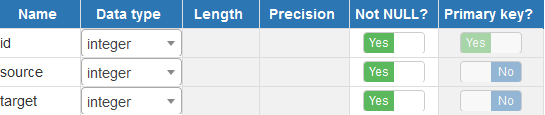 Name Data type Length Precision Not NULL? Primary key?
id integer Yes Yes
source integer Yes No
target integer Yes No